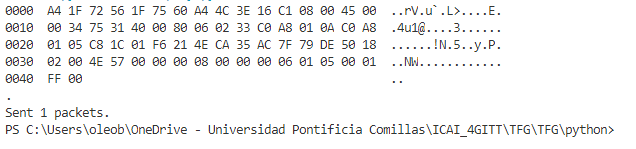 0000  A4 1F 72 56 1F 75 60 A4 4C 3E 16 C1 08 00 45 00  ..rV.u`.L>....E.
0010  00 34 75 31 40 00 80 06 02 33 C0 A8 01 0A C0 A8  .4u1@....3......
0020  01 05 C8 1C 01 F6 21 4E CA 35 AC 7F 79 DE 50 18  ......!N.5..y.P.
0030  02 00 4E 57 00 00 00 08 00 00 00 06 01 05 00 01  ..NW............
0040  FF 00                                            ..
.
Sent 1 packets.
PS C:\Users\oleob\OneDrive - Universidad Pontificia Comillas\ICAI_4GITT\TFG\TFG\python>